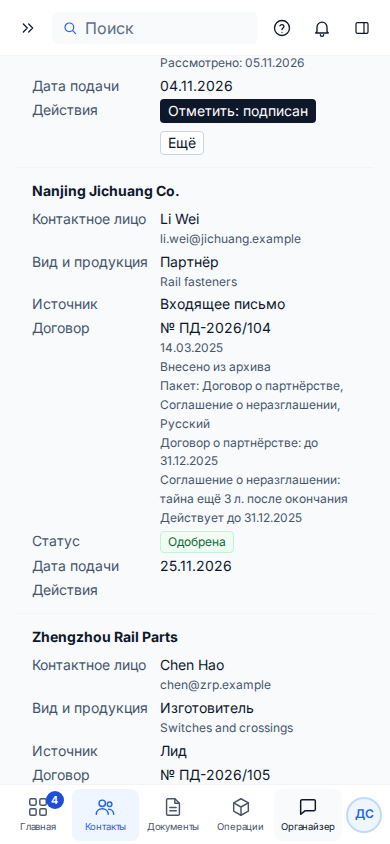 Поиск
Рассмотрено: 05.11.2026
Дата подачи 04.11.2026
Действия Отметить: подписан
Ещё
Nanjing Jichuang Co.
Контактное лицо Li Wei
li.wei@jichuang.example
Вид и продукция Партнёр
Rail fasteners
Источник Входящее письмо
Договор № ПД-2026/104
14.03.2025
Внесено из архива
Пакет: Договор о партнёрстве,
Соглашение о неразглашении,
Русский
Договор о партнёрстве: до
31.12.2025
Соглашение о неразглашении:
тайна ещё 3 л. после окончания
Действует до 31.12.2025
Статус Одобрена
Дата подачи 25.11.2026
Действия
Zhengzhou Rail Parts
Контактное лицо Chen Hao
chen@zrp.example
Вид и продукция Изготовитель
Switches and crossings
Источник Лид
Договор № ПД-2026/105
4
Главная Контакты Документы Операции Органайзер ДС